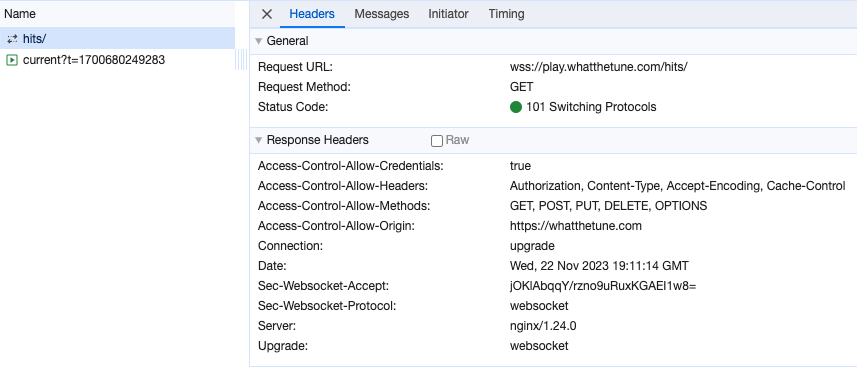 Name
hits/
current?t=1700680249283
Headers Messages Initiator Timing
General
Request URL: wss://play.whatthetune.com/hits/
Request Method: GET
Status Code: 101 Switching Protocols
Response Headers Raw
Access-Control-Allow-Credentials: true
Access-Control-Allow-Headers: Authorization, Content-Type, Accept-Encoding, Cache-Control
Access-Control-Allow-Methods: GET, POST, PUT, DELETE, OPTIONS
Access-Control-Allow-Origin: https://whatthetune.com
Connection: upgrade
Date: Wed, 22 Nov 2023 19:11:14 GMT
Sec-Websocket-Accept: jOKlAbqqY/rzno9uRuxKGAEI1w8=
Sec-Websocket-Protocol: websocket
Server: nginx/1.24.0
Upgrade: websocket